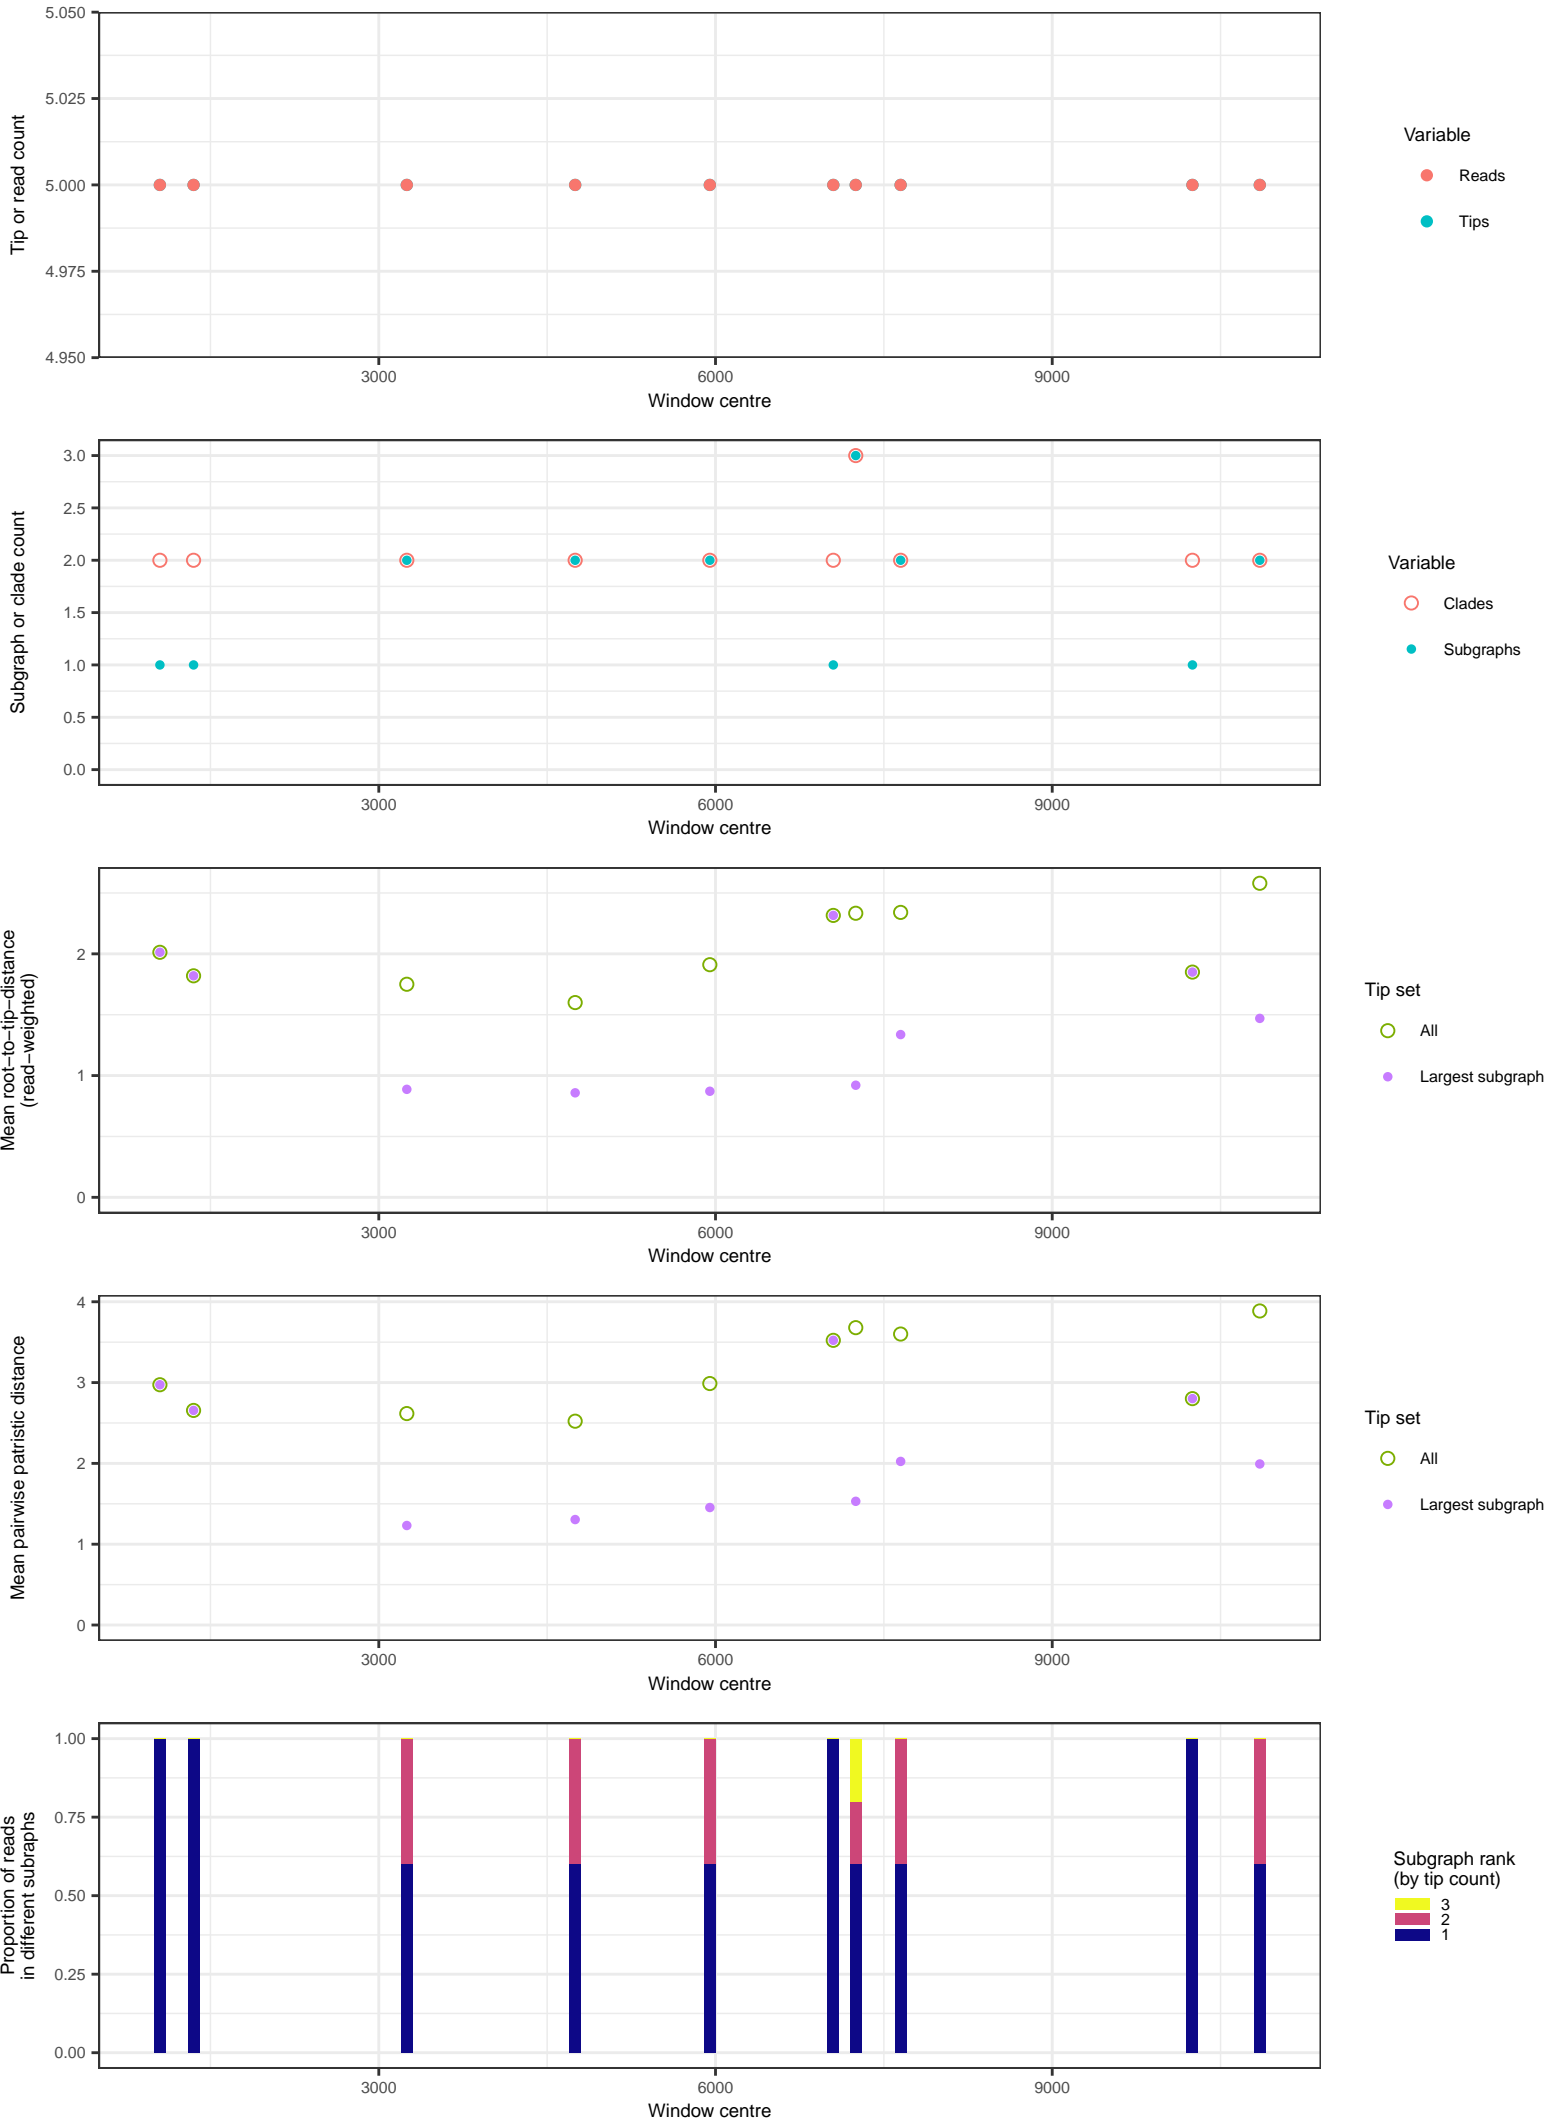 5.050
5.025
5.000
4.975
4.950
Tip or read count
3000 6000 9000
Window centre
Variable
Reads
Tips
3.0
2.5
2.0
1.5
1.0
0.5
0.0
Subgraph or clade count
3000 6000 9000
Window centre
Variable
Clades
Subgraphs
2
1
0
Mean root−to−tip−distance
(read−weighted)
3000 6000 9000
Window centre
Tip set
All
Largest subgraph
4
3
2
1
0
Mean pairwise patristic distance
3000 6000 9000
Window centre
Tip set
All
Largest subgraph
1.00
0.75
0.50
0.25
0.00
Proportion of reads
in different subraphs
3000 6000 9000
Window centre
Subgraph rank
(by tip count)
3
2
1